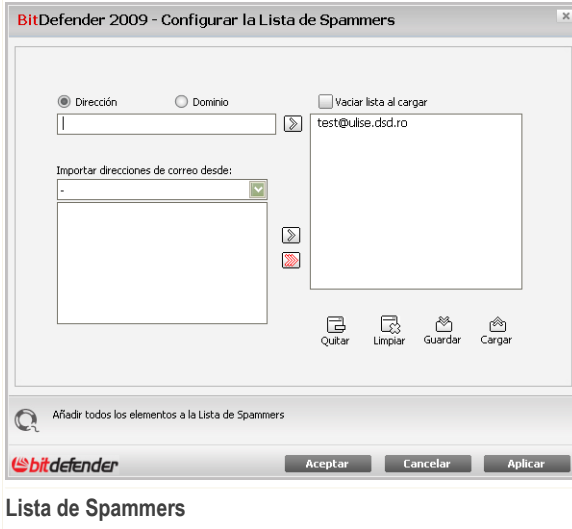 BitDefender 2009 - Configurar la Lista de Spammers
Dirección
Dominio
Vaciar lista al cargar
test@ulise.dsd.ro
Importar direcciones de correo desde:
-
Quitar
Limpiar
Guardar
Cargar
Añadir todos los elementos a la Lista de Spammers
bitdefender
Aceptar
Cancelar
Aplicar
Lista de Spammers